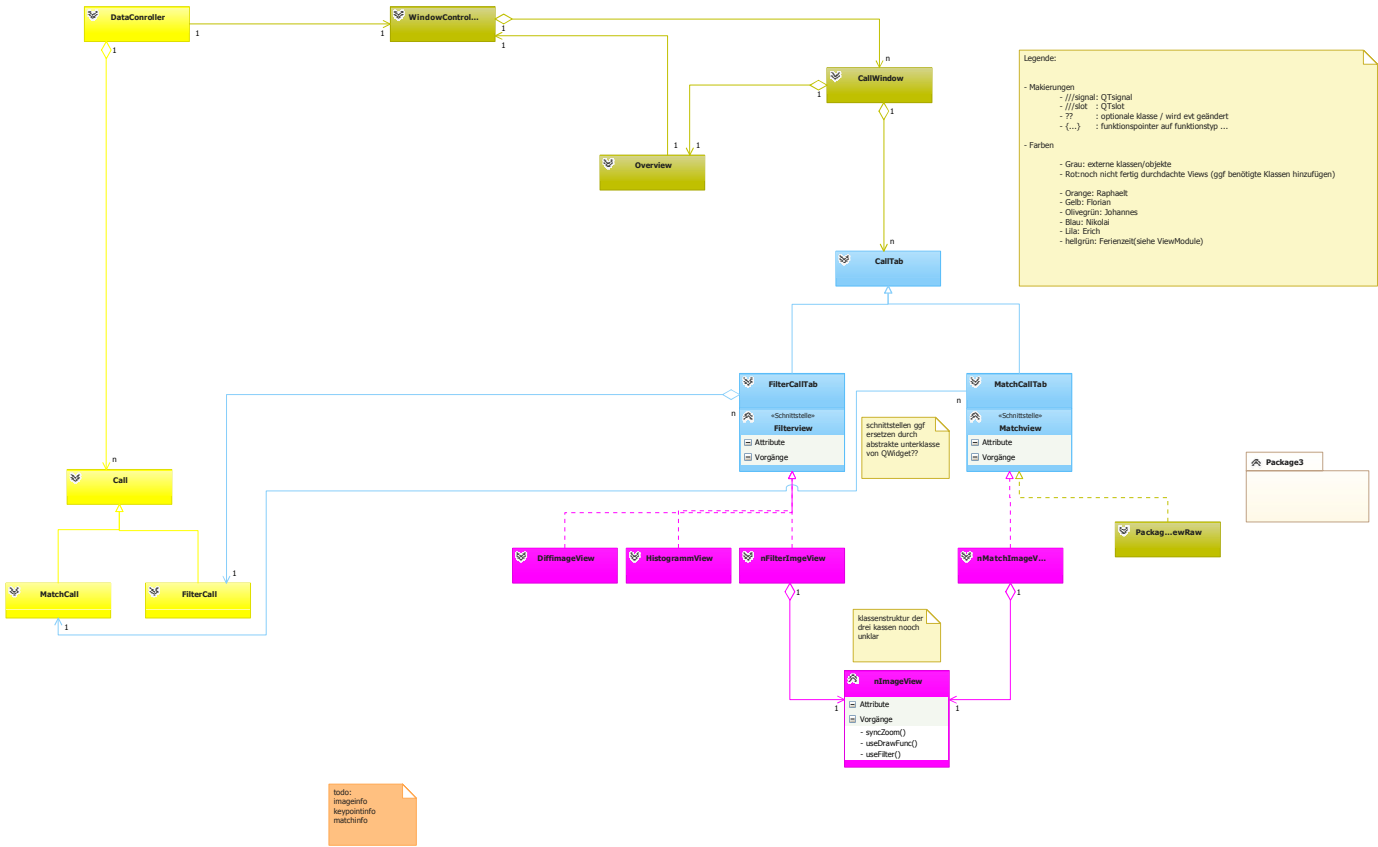 DataConroller
1
1
WindowControl...
1
1
n
CallWindow
1
1
1
1
Overview
Legende:
- Makierungen
- ///signal: QTsignal
- ///slot : QTslot
- ?? : optionale klasse / wird evt geändert
- {...} : funktionspointer auf funktionstyp ...
- Farben
- Grau: externe klassen/objekte
- Rot:noch nicht fertig durchdachte Views (ggf benötigte Klassen hinzufügen)
- Orange: Raphaelt
- Gelb: Florian
- Olivegrün: Johannes
- Blau: Nikolai
- Lila: Erich
- hellgrün: Ferienzeit(siehe ViewModule)
1
n
CallTab
FilterCallTab
n
«Schnittstelle»
Filterview
Attribute
Vorgänge
MatchCallTab
n
«Schnittstelle»
Matchview
Attribute
Vorgänge
schnittstellen ggf
ersetzen durch
abstrakte unterklasse
von QWidget??
Package3
n
Call
Packag...ewRaw
DiffimageView
HistogrammView
nFilterImgeView
nMatchImageV...
1
1
MatchCall
FilterCall
1
1
klassenstruktur der
drei kassen nooch
unklar
nImageView
1
1
Attribute
Vorgänge
- syncZoom()
- useDrawFunc()
- useFilter()
todo:
imageinfo
keypointinfo
matchinfo